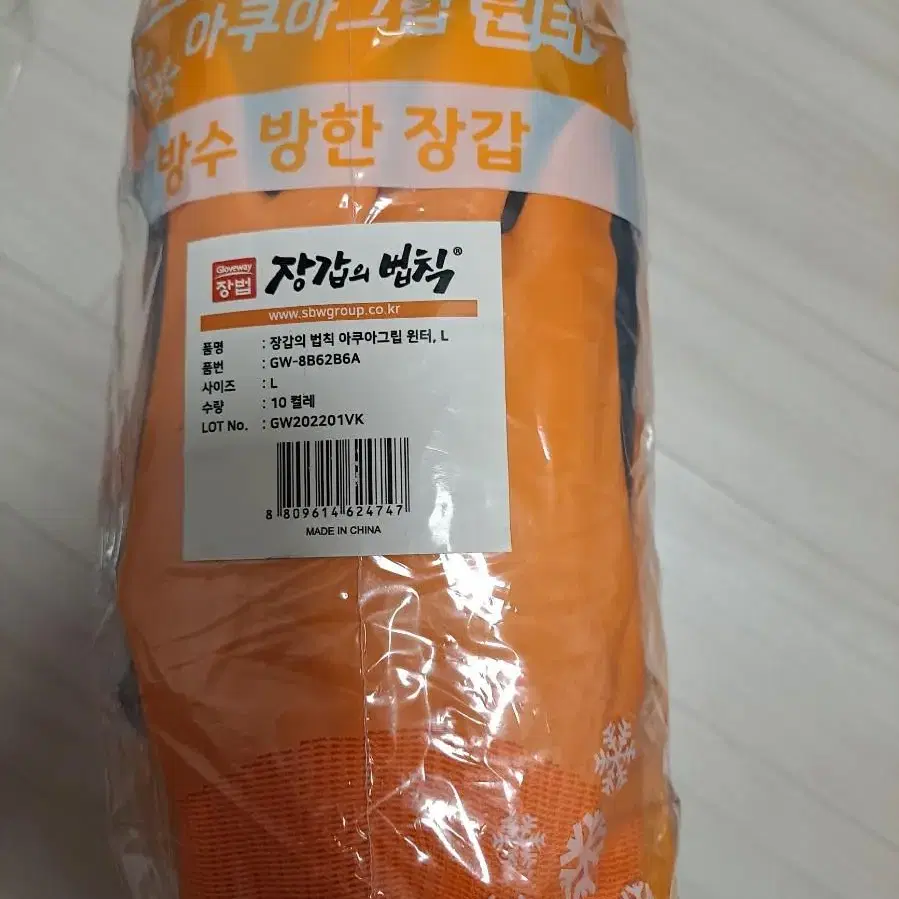 아쿠아그립 윈터
방수 방한 장갑
Gloveway
장법
장갑의 법칙®
www.sbwgroup.co.kr
품명 : 장갑의 법칙 아쿠아그립 윈터, L
품번 : GW-8B62B6A
사이즈 : L
수량 : 10 켤레
LOT No. : GW202201VK
8 809614 624747
MADE IN CHINA